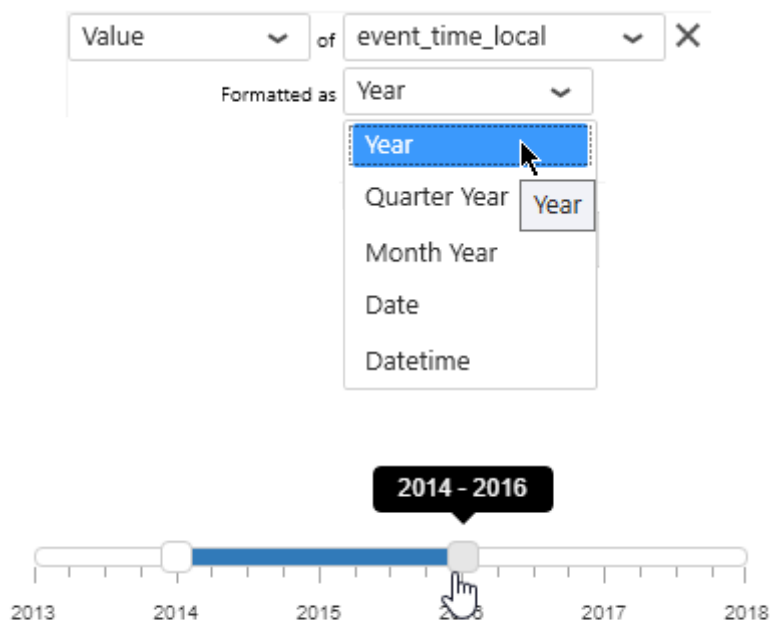 Value of event_time_local
Formatted as Year
Year
Quarter Year
Year
Month Year
Date
Datetime
2014 - 2016
2013 2014 2015 2017 2018